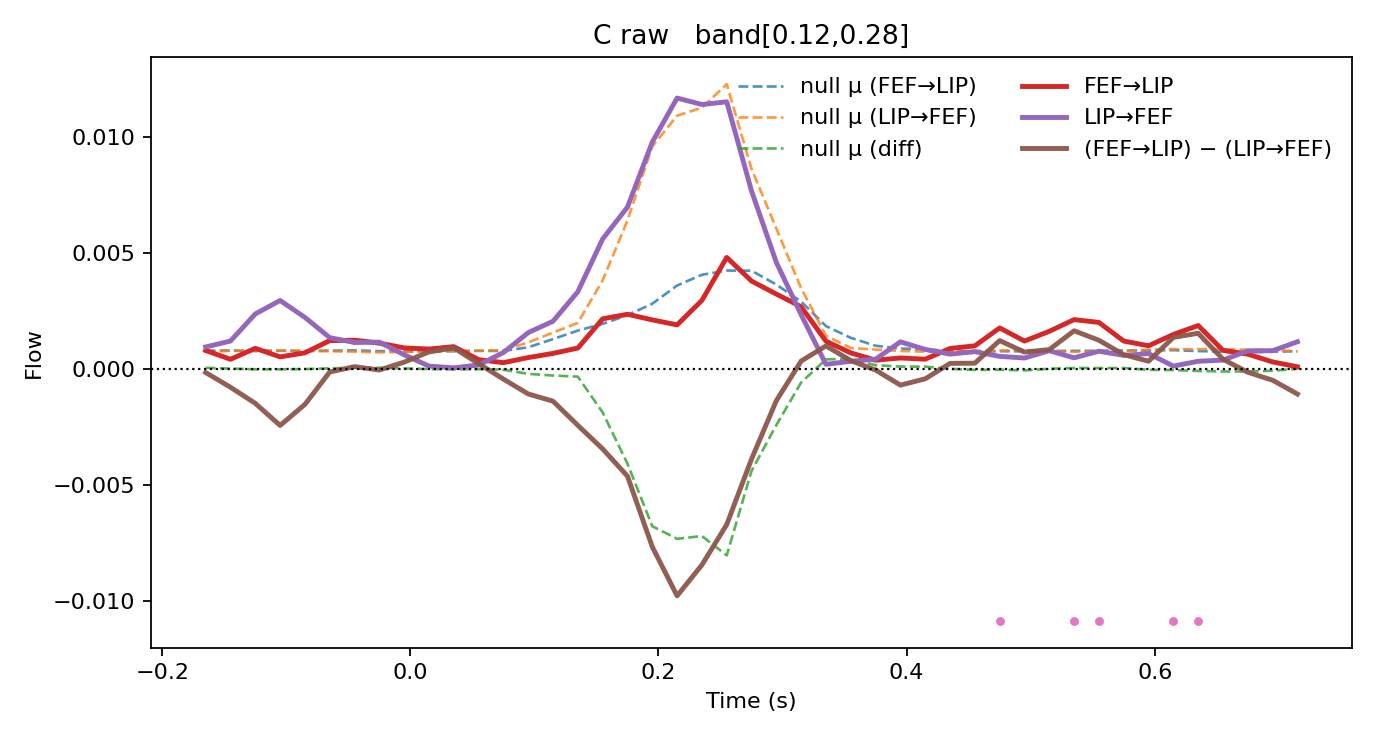 C raw   band[0.12,0.28]
null μ (FEF→LIP)
null μ (LIP→FEF)
null μ (diff)
FEF→LIP
LIP→FEF
(FEF→LIP) − (LIP→FEF)
Flow
0.010
0.005
0.000
−0.005
−0.010
−0.2
0.0
0.2
0.4
0.6
Time (s)